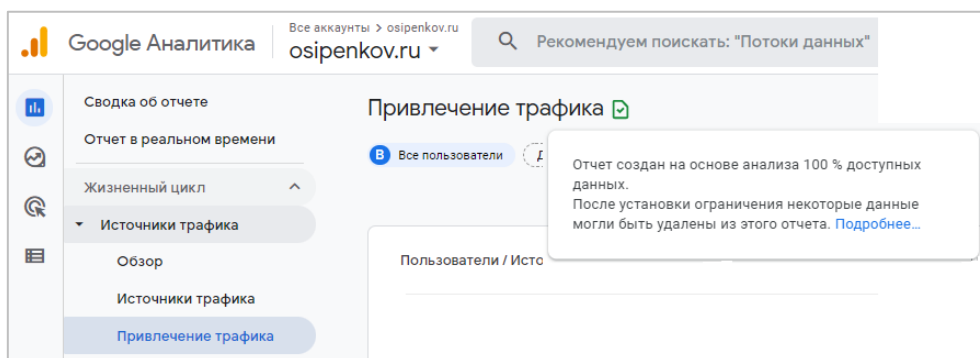 Google Аналитика
Все аккаунты > osipenkov.ru
osipenkov.ru
Рекомендуем поискать: "Потоки данных"
Сводка об отчете
Отчет в реальном времени
Жизненный цикл
Источники трафика
Обзор
Источники трафика
Привлечение трафика
Привлечение трафика
B Все пользователи
Отчет создан на основе анализа 100 % доступных
данных.
После установки ограничения некоторые данные
могли быть удалены из этого отчета. Подробнее...
Пользователи / Исто